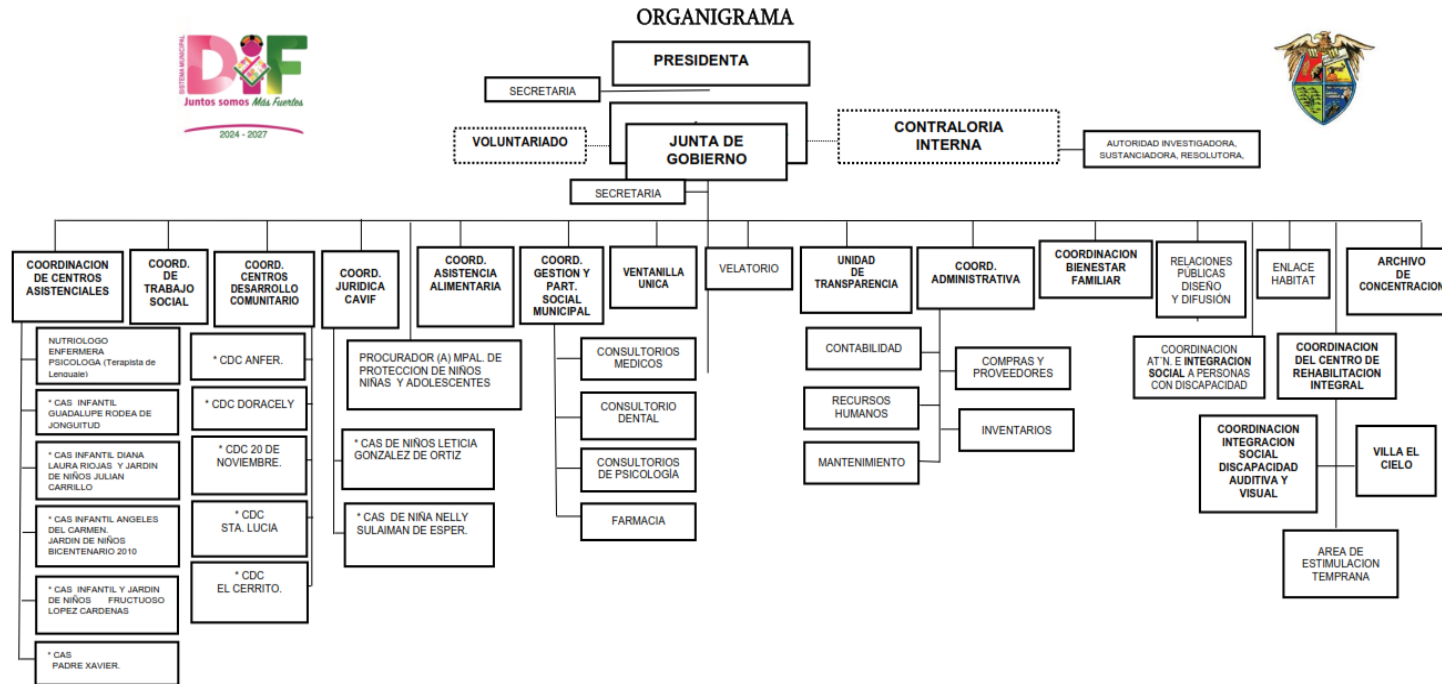 ORGANIGRAMA
SISTEMA MUNICIPAL
DIF
Juntos somos Más Fuertes
2024 - 2027
PRESIDENTA
SECRETARIA
VOLUNTARIADO
JUNTA DE
GOBIERNO
CONTRALORIA
INTERNA
AUTORIDAD INVESTIGADORA,
SUSTANCIADORA, RESOLUTORA,
SECRETARIA
COORDINACION
DE CENTROS
ASISTENCIALES
COORD.
DE
TRABAJO
SOCIAL
COORD.
CENTROS
DESARROLLO
COMUNITARIO
COORD.
JURIDICA
CAVIF
COORD.
ASISTENCIA
ALIMENTARIA
COORD.
GESTION Y
PART.
SOCIAL
MUNICIPAL
VENTANILLA
UNICA
VELATORIO
UNIDAD
DE
TRANSPARENCIA
COORD.
ADMINISTRATIVA
COORDINACION
BIENESTAR
FAMILIAR
RELACIONES
PÚBLICAS
DISEÑO
Y DIFUSIÓN
ENLACE
HABITAT
ARCHIVO
DE
CONCENTRACION
NUTRIOLOGO
ENFERMERA
PSICOLOGA (Terapista de
Lenguaje)
* CAS INFANTIL
GUADALUPE RODEA DE
JONGUITUD
* CAS INFANTIL DIANA
LAURA RIOJAS Y JARDIN
DE NIÑOS JULIAN
CARRILLO
* CAS INFANTIL ANGELES
DEL CARMEN.
JARDIN DE NIÑOS
BICENTENARIO 2010
* CAS INFANTIL Y JARDIN
DE NIÑOS FRUCTUOSO
LOPEZ CARDENAS
* CAS
PADRE XAVIER.
* CDC ANFER.
* CDC DORACELY
* CDC 20 DE
NOVIEMBRE.
* CDC
STA. LUCIA
* CDC
EL CERRITO.
PROCURADOR (A) MPAL. DE
PROTECCION DE NIÑOS
NIÑAS Y ADOLESCENTES
* CAS DE NIÑOS LETICIA
GONZALEZ DE ORTIZ
* CAS DE NIÑA NELLY
SULAIMAN DE ESPER.
CONSULTORIOS
MEDICOS
CONSULTORIO
DENTAL
CONSULTORIOS
DE PSICOLOGÍA
FARMACIA
CONTABILIDAD
RECURSOS
HUMANOS
MANTENIMIENTO
COMPRAS Y
PROVEEDORES
INVENTARIOS
COORDINACION
AT´N. E INTEGRACION
SOCIAL A PERSONAS
CON DISCAPACIDAD
COORDINACION
DEL CENTRO DE
REHABILITACION
INTEGRAL
COORDINACION
INTEGRACION
SOCIAL
DISCAPACIDAD
AUDITIVA Y
VISUAL
VILLA EL
CIELO
AREA DE
ESTIMULACION
TEMPRANA